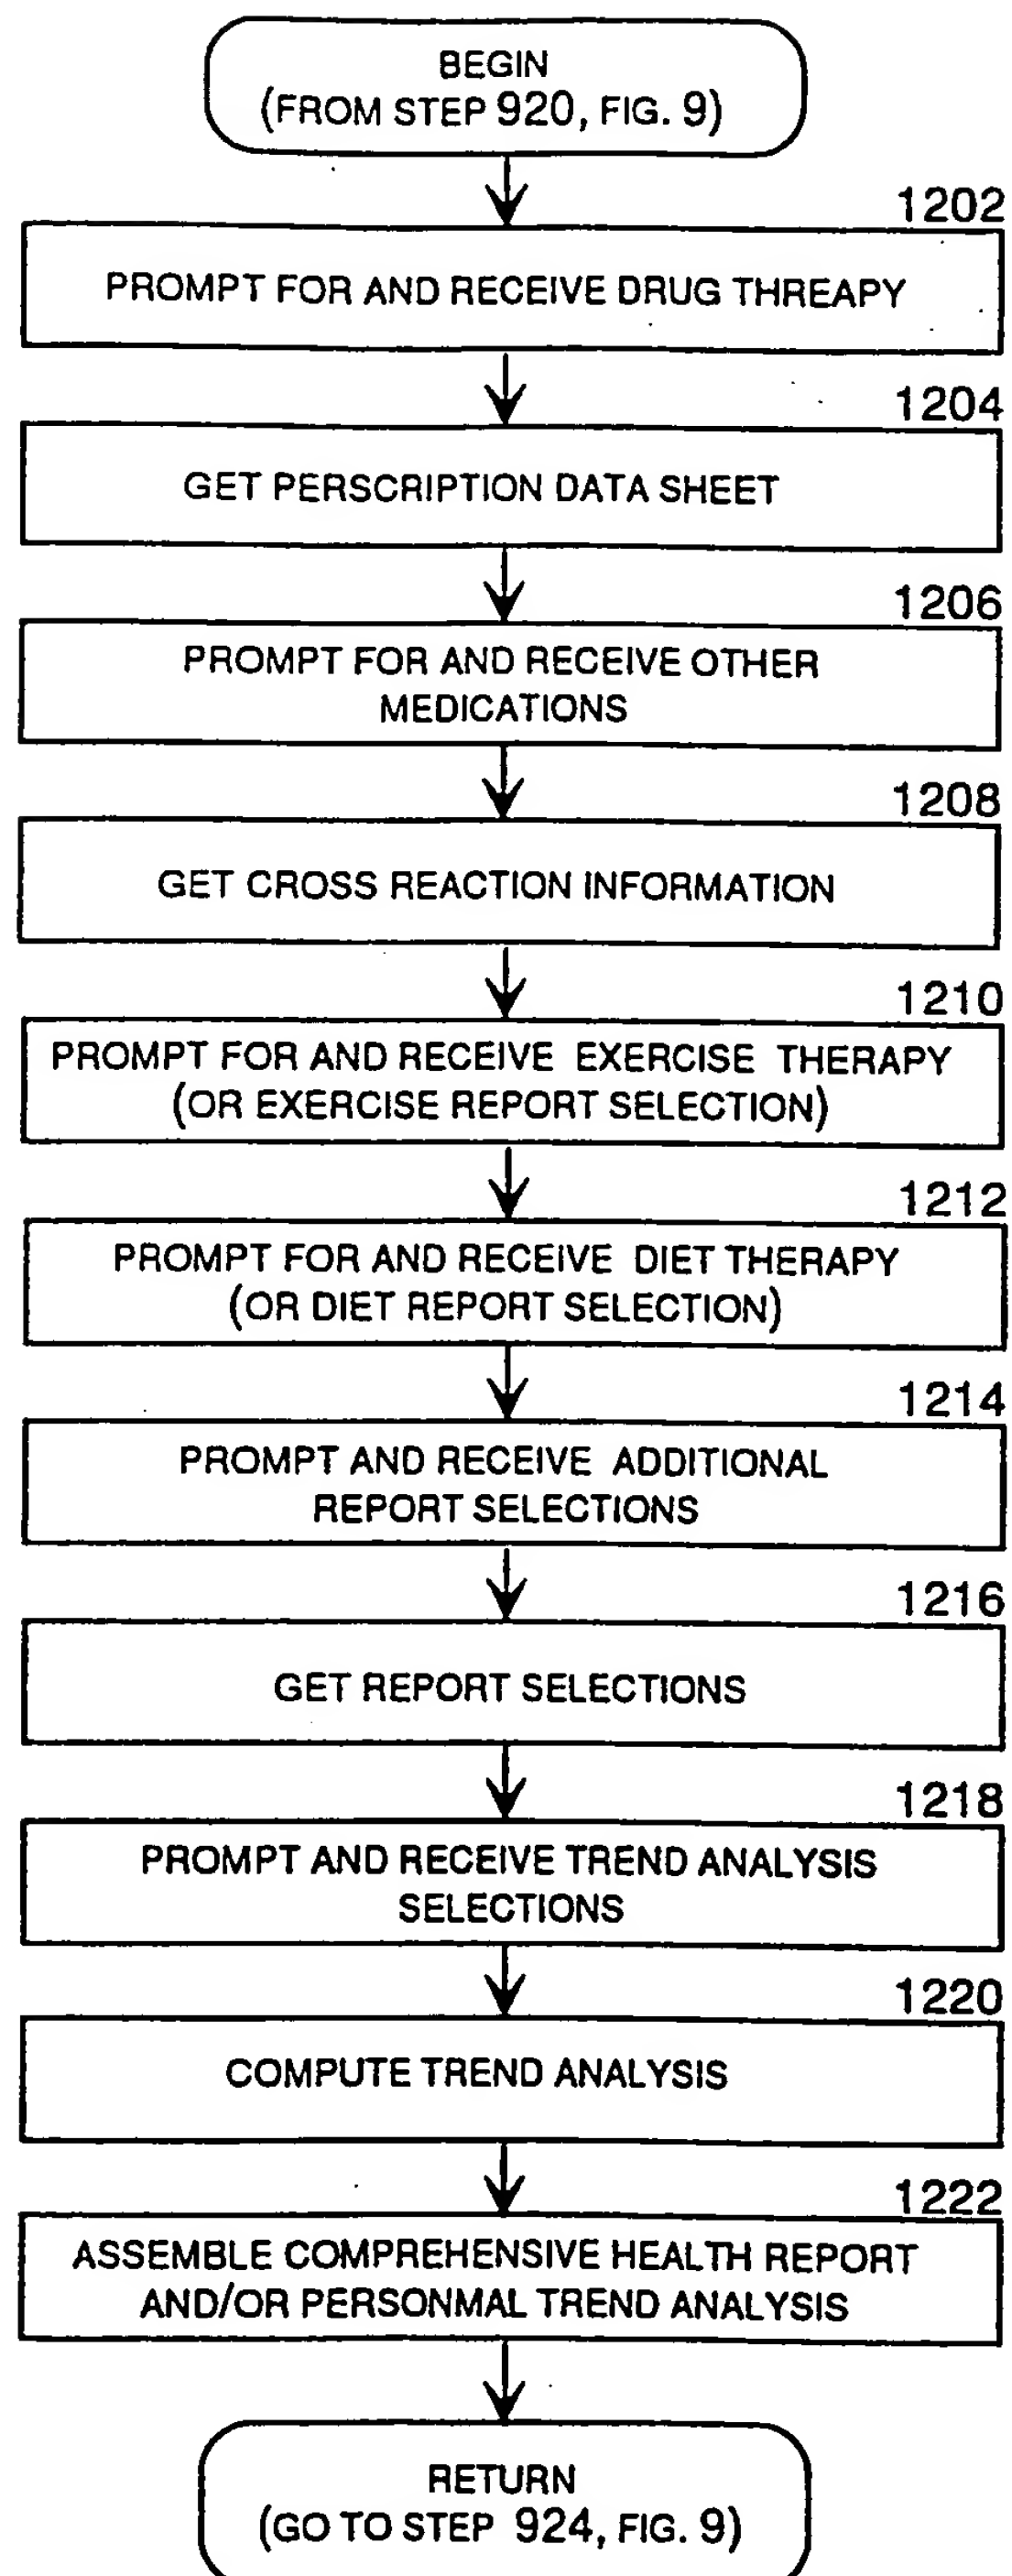 BEGIN
(FROM STEP 920, FIG. 9)
1202
PROMPT FOR AND RECEIVE DRUG THREAPY
1204
GET PERSCRIPTION DATA SHEET
1206
PROMPT FOR AND RECEIVE OTHER
MEDICATIONS
1208
GET CROSS REACTION INFORMATION
1210
PROMPT FOR AND RECEIVE EXERCISE THERAPY
(OR EXERCISE REPORT SELECTION)
1212
PROMPT FOR AND RECEIVE DIET THERAPY
(OR DIET REPORT SELECTION)
1214
PROMPT AND RECEIVE ADDITIONAL
REPORT SELECTIONS
1216
GET REPORT SELECTIONS
1218
PROMPT AND RECEIVE TREND ANALYSIS
SELECTIONS
1220
COMPUTE TREND ANALYSIS
1222
ASSEMBLE COMPREHENSIVE HEALTH REPORT
AND/OR PERSONMAL TREND ANALYSIS
RETURN
(GO TO STEP 924, FIG. 9)